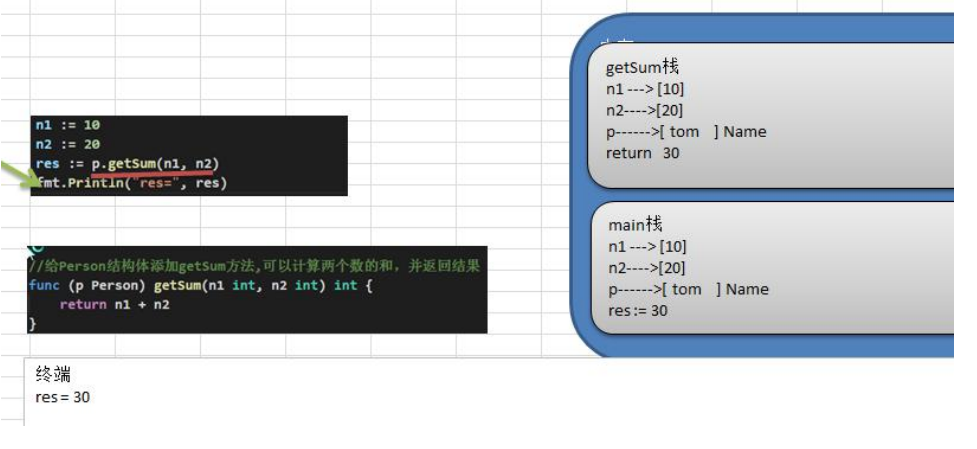 n1 := 10
n2 := 20
res := p.getSum(n1, n2)
fmt.Println("res=", res)
//给Person结构体添加getSum方法,可以计算两个数的和，并返回结果
func (p Person) getSum(n1 int, n2 int) int {
return n1 + n2
}
终端
res= 30
getSum栈
n1 ---> [10]
n2---->[20]
p------>[ tom   ] Name
return  30
main栈
n1 ---> [10]
n2---->[20]
p------>[ tom   ] Name
res:= 30